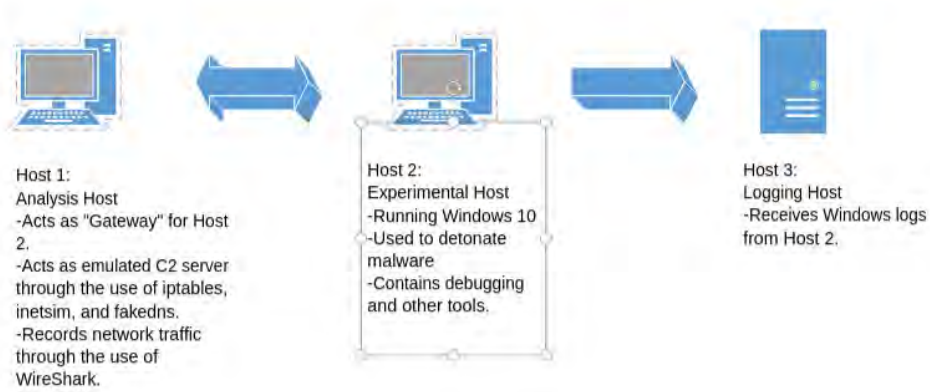 Host 1:
Analysis Host
-Acts as "Gateway" for Host
2.
-Acts as emulated C2 server
through the use of iptables,
inetsim, and fakedns.
-Records network traffic
through the use of
WireShark.
Host 2:
Experimental Host
-Running Windows 10
-Used to detonate
malware
-Contains debugging
and other tools.
Host 3:
Logging Host
-Receives Windows logs
from Host 2.